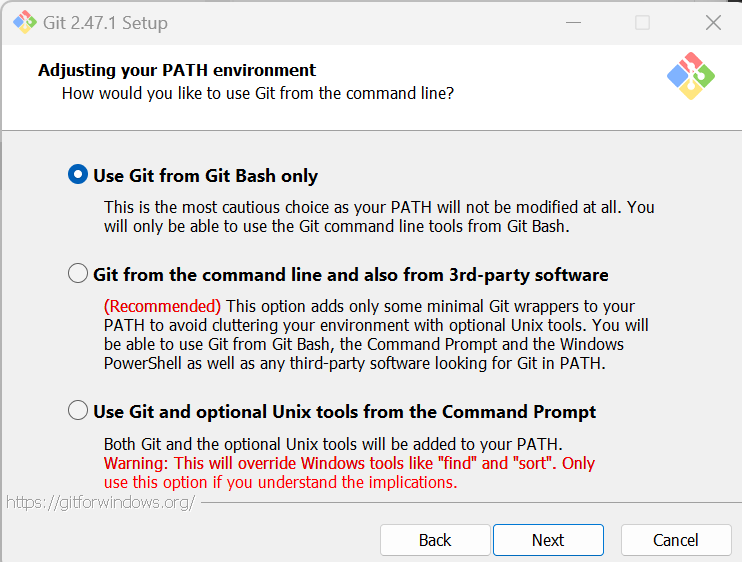 Git 2.47.1 Setup
Adjusting your PATH environment
How would you like to use Git from the command line?
Use Git from Git Bash only
This is the most cautious choice as your PATH will not be modified at all. You
will only be able to use the Git command line tools from Git Bash.
Git from the command line and also from 3rd-party software
(Recommended) This option adds only some minimal Git wrappers to your
PATH to avoid cluttering your environment with optional Unix tools. You will
be able to use Git from Git Bash, the Command Prompt and the Windows
PowerShell as well as any third-party software looking for Git in PATH.
Use Git and optional Unix tools from the Command Prompt
Both Git and the optional Unix tools will be added to your PATH.
Warning: This will override Windows tools like "find" and "sort". Only
use this option if you understand the implications.
https://gitforwindows.org/
Back Next Cancel